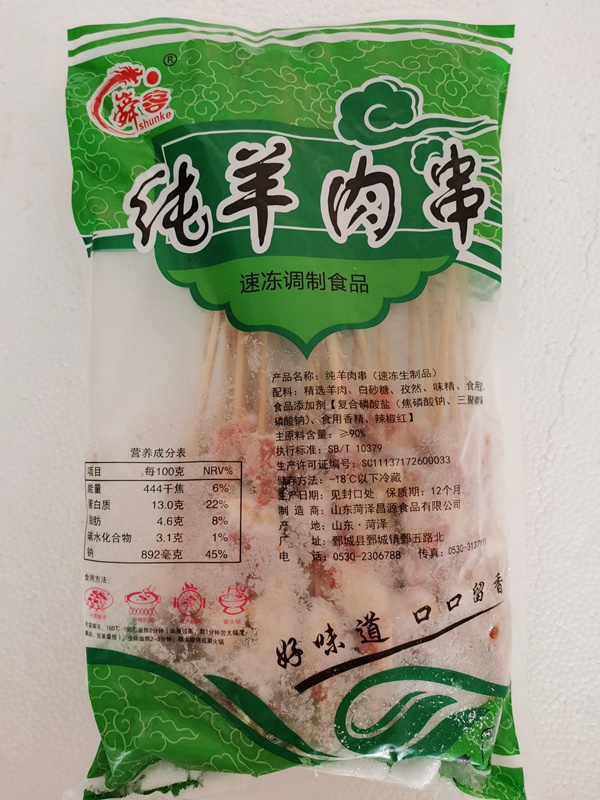 ®
舜客
shunke
纯羊肉串
速冻调制食品
产品名称：纯羊肉串（速冻生制品）
配料：精选羊肉、白砂糖、孜然、味精、食用
食品添加剂【复合磷酸盐（焦磷酸钠、三聚
磷酸钠）、食用香精、辣椒红】
主原料含量：≥90%
执行标准：SB/T 10379
生产许可证编号：SC11137172600033
储存方法：-18℃以下冷藏
生产日期：见封口处 保质期：12个月
制造商：山东菏泽昌源食品有限公司
产地：山东·菏泽
厂址：鄄城县鄄城镇鄄五路北
电话：0530-2306788 传真：0530-3137
营养成分表
项目 每100克 NRV%
能量 444千焦 6%
蛋白质 13.0克 22%
脂肪 4.6克 8%
碳水化合物 3.1克 1%
钠 892毫克 45%
食用方法：
好味道 口口留香